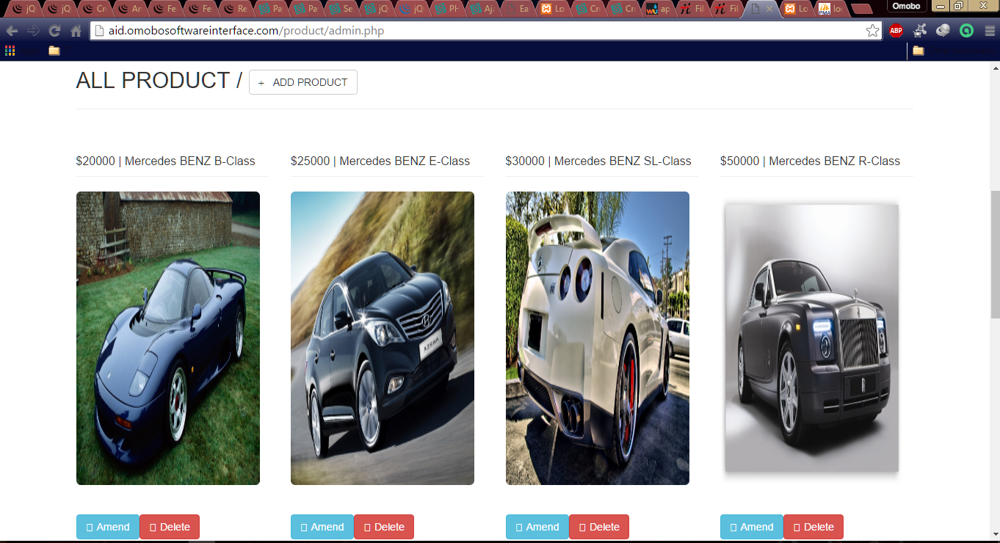 jQ
jQ
Cr
Ar
Fe
Fe
Re
Pa
Pa
Se
jQ
jQ
PH
Aja
Ea
Lo
Cr
Cr
ap
Fil
Fil
Lo
loc
Omobo
aid.omobosoftwareinterface.com/product/admin.php
ABP
ALL PRODUCT / + ADD PRODUCT
$20000 | Mercedes BENZ B-Class
$25000 | Mercedes BENZ E-Class
$30000 | Mercedes BENZ SL-Class
$50000 | Mercedes BENZ R-Class
AZERA
Amend Delete
Amend Delete
Amend Delete
Amend Delete